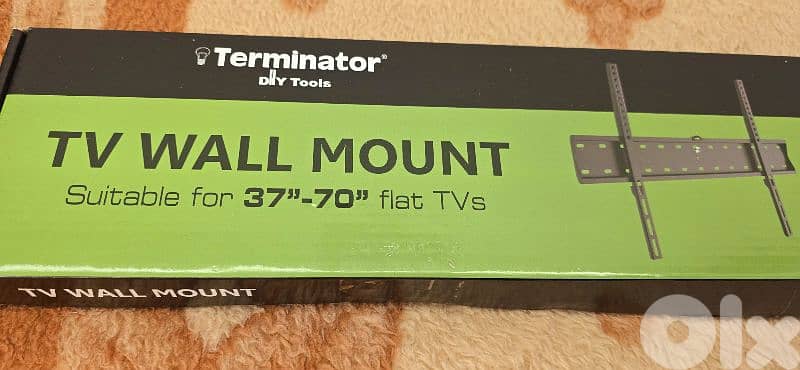 Terminator®
DIY Tools
TV WALL MOUNT
Suitable for 37”-70” flat TVs
TV WALL MOUNT
olx